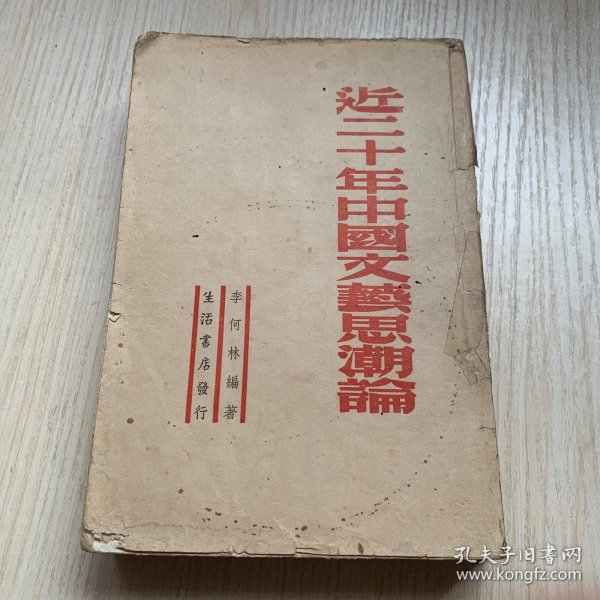 近二十年中國文藝思潮論
李何林編著
生活書店發行
孔夫子旧书网
www.kongfz.com